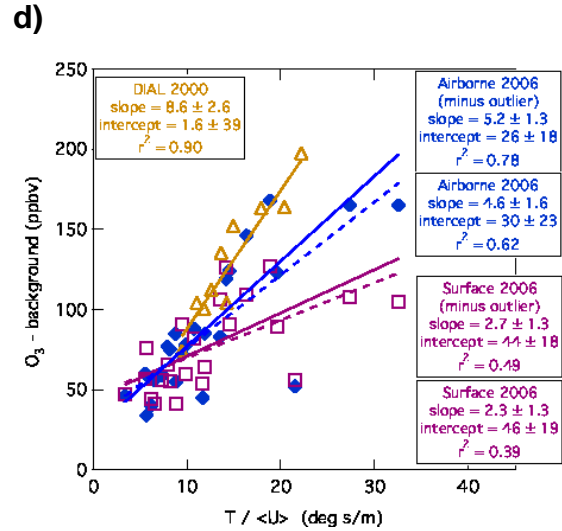 d)
250
200
150
100
50
0
O3 - background (ppbv)
0
10
20
30
40
T / <U> (deg s/m)
DIAL 2000
slope = 8.6 ± 2.6
intercept = 1.6 ± 39
r² = 0.90
Airborne 2006
(minus outlier)
slope = 5.2 ± 1.3
intercept = 26 ± 18
r² = 0.78
Airborne 2006
slope = 4.6 ± 1.6
intercept = 30 ± 23
r² = 0.62
Surface 2006
(minus outlier)
slope = 2.7 ± 1.3
intercept = 44 ± 18
r² = 0.49
Surface 2006
slope = 2.3 ± 1.3
intercept = 46 ± 19
r² = 0.39